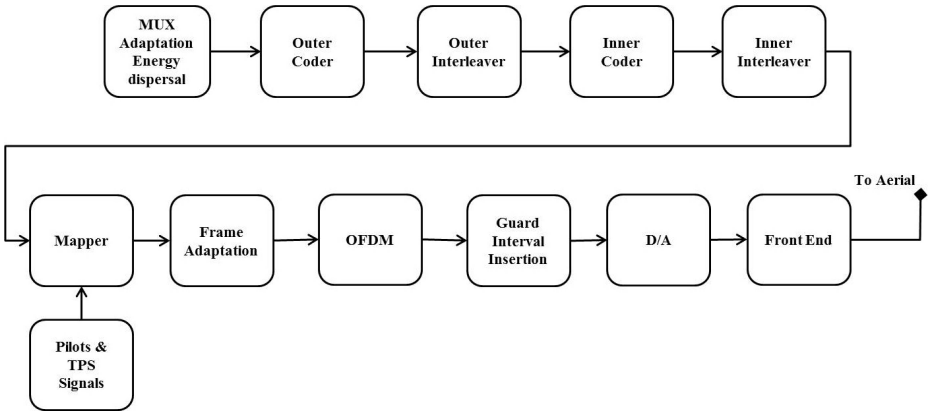 MUX
Adaptation
Energy
dispersal
Outer
Coder
Outer
Interleaver
Inner
Coder
Inner
Interleaver
To Aerial
Mapper
Frame
Adaptation
OFDM
Guard
Interval
Insertion
D/A
Front End
Pilots &
TPS
Signals